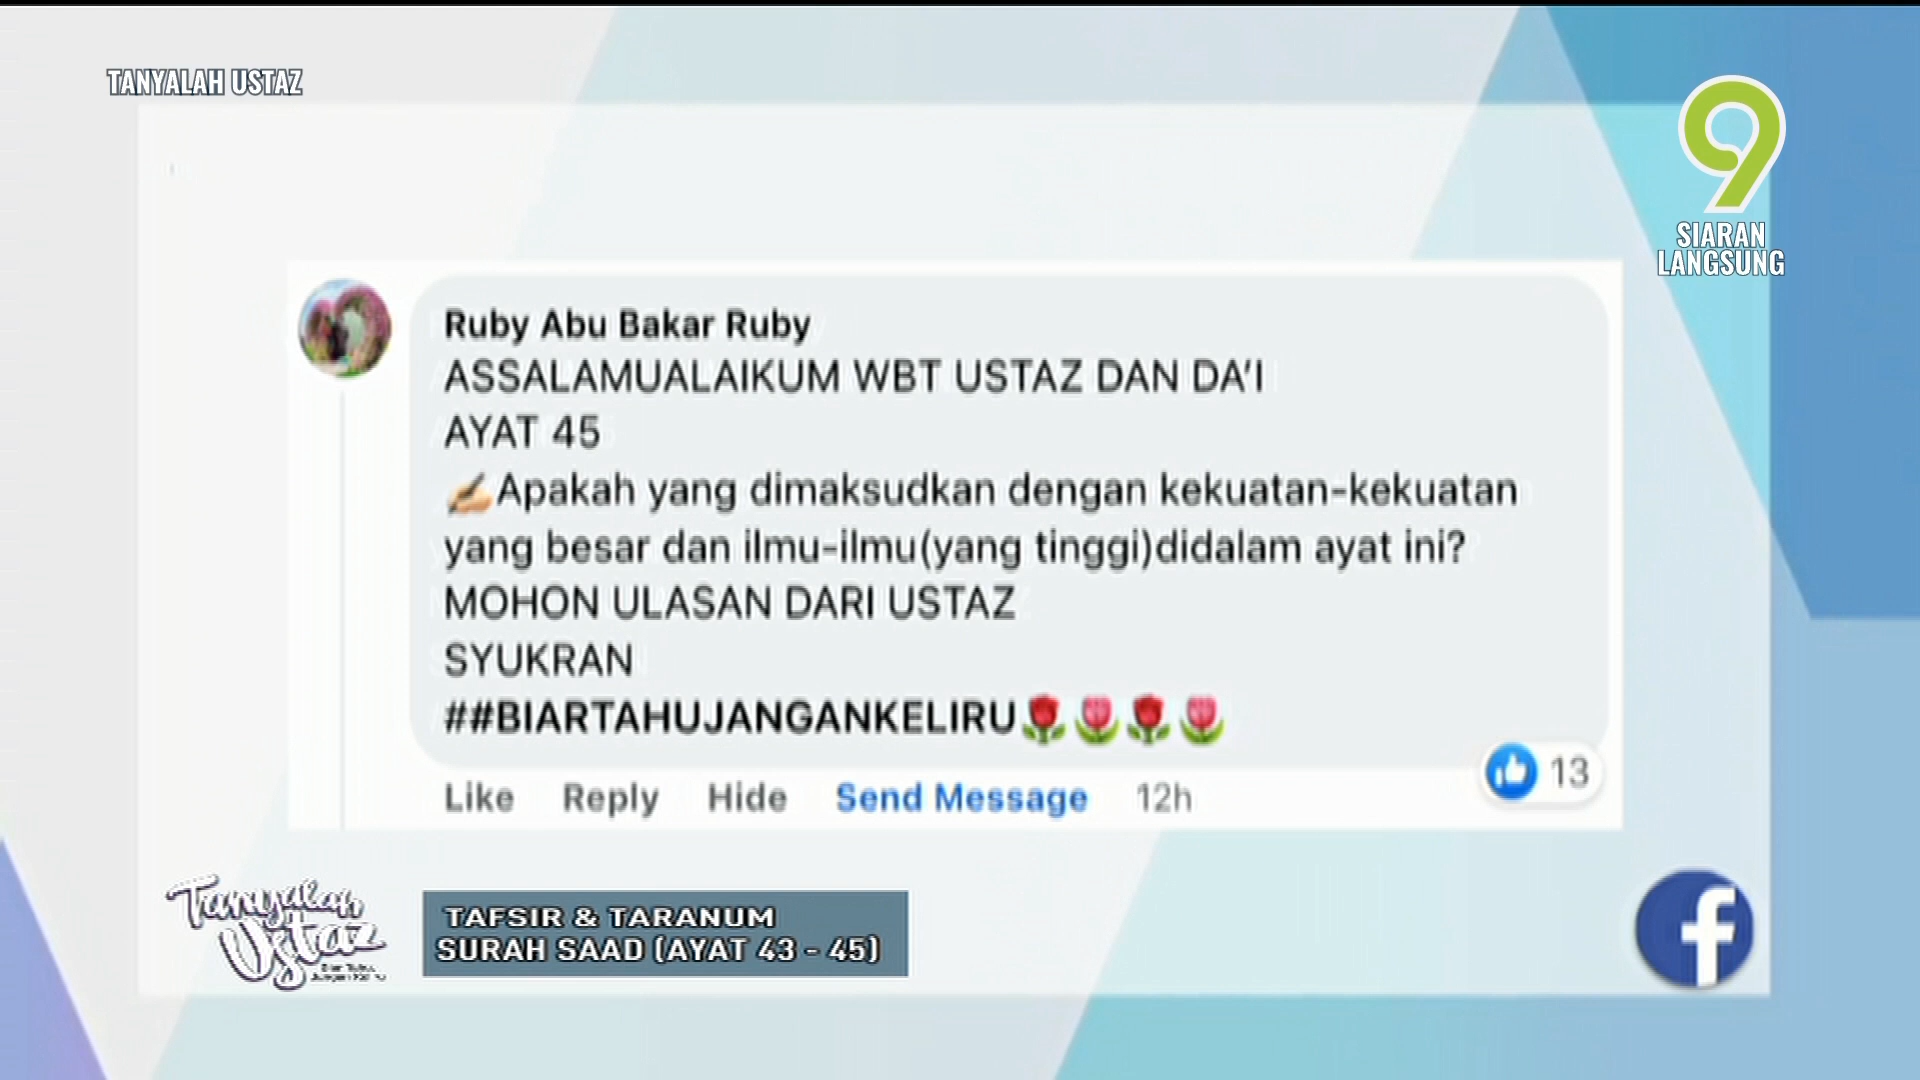 TANYALAH USTAZ
9
SIARAN
LANGSUNG
Ruby Abu Bakar Ruby
ASSALAMUALAIKUM WBT USTAZ DAN DA'I
AYAT 45
✍🏻Apakah yang dimaksudkan dengan kekuatan-kekuatan
yang besar dan ilmu-ilmu(yang tinggi)didalam ayat ini?
MOHON ULASAN DARI USTAZ
SYUKRAN
##BIARTAHUJANGANKELIRU🌹🌷🌹🌷
13
Like Reply Hide Send Message 12h
Tanyalah
Ustaz
TAFSIR & TARANUM
SURAH SAAD (AYAT 43 - 45)
f